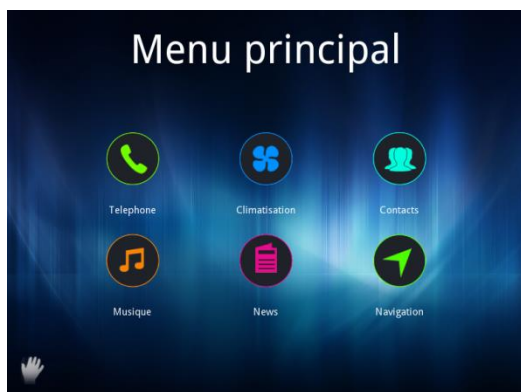 Menu principal
Telephone Climatisation Contacts
Musique News Navigation